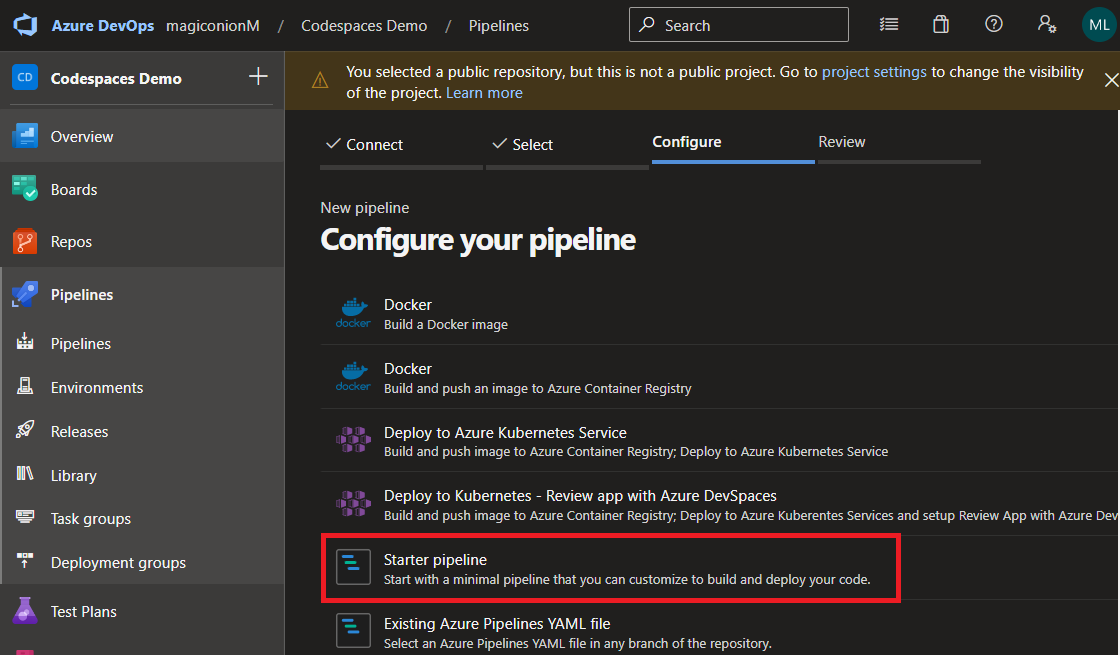 Azure DevOps magiconionM / Codespaces Demo / Pipelines Search ML
CD Codespaces Demo
Overview
Boards
Repos
Pipelines
Pipelines
Environments
Releases
Library
Task groups
Deployment groups
Test Plans
You selected a public repository, but this is not a public project. Go to project settings to change the visibility
of the project. Learn more
Connect Select Configure Review
New pipeline
Configure your pipeline
docker
Docker
Build a Docker image
docker
Docker
Build and push an image to Azure Container Registry
Deploy to Azure Kubernetes Service
Build and push image to Azure Container Registry; Deploy to Azure Kubernetes Service
Deploy to Kubernetes - Review app with Azure DevSpaces
Build and push image to Azure Container Registry; Deploy to Azure Kuberentes Services and setup Review App with Azure Dev
Starter pipeline
Start with a minimal pipeline that you can customize to build and deploy your code.
Existing Azure Pipelines YAML file
Select an Azure Pipelines YAML file in any branch of the repository.